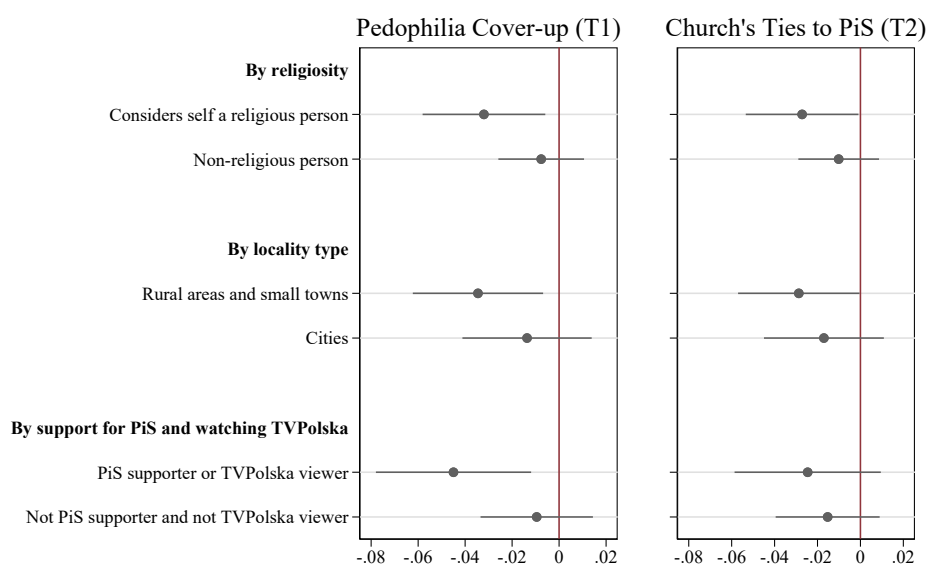 Pedophilia Cover-up (T1) Church's Ties to PiS (T2)
By religiosity
Considers self a religious person
Non-religious person
By locality type
Rural areas and small towns
Cities
By support for PiS and watching TVPolska
PiS supporter or TVPolska viewer
Not PiS supporter and not TVPolska viewer
-.08 -.06 -.04 -.02 0 .02 -.08 -.06 -.04 -.02 0 .02